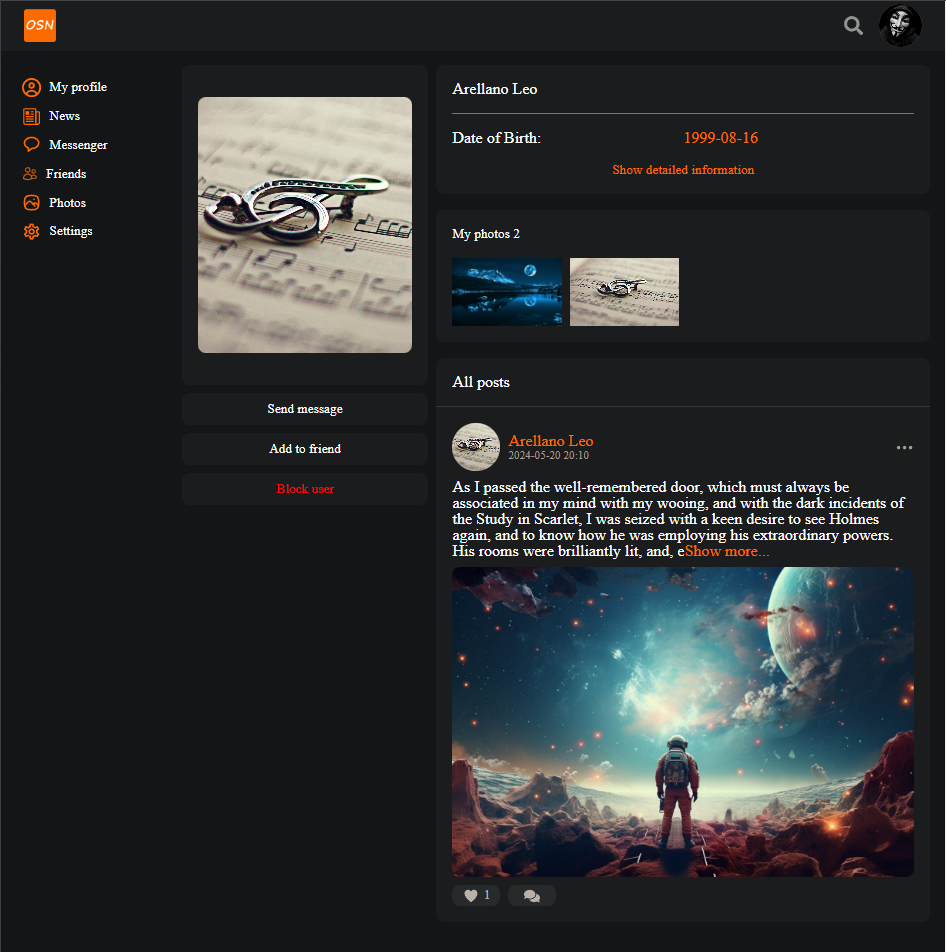 OSN
My profile
News
Messenger
Friends
Photos
Settings
Send message
Add to friend
Block user
Arellano Leo
Date of Birth: 1999-08-16
Show detailed information
My photos 2
All posts
Arellano Leo
2024-05-20 20:10
As I passed the well-remembered door, which must always be
associated in my mind with my wooing, and with the dark incidents of
the Study in Scarlet, I was seized with a keen desire to see Holmes
again, and to know how he was employing his extraordinary powers.
His rooms were brilliantly lit, and, eShow more...
1